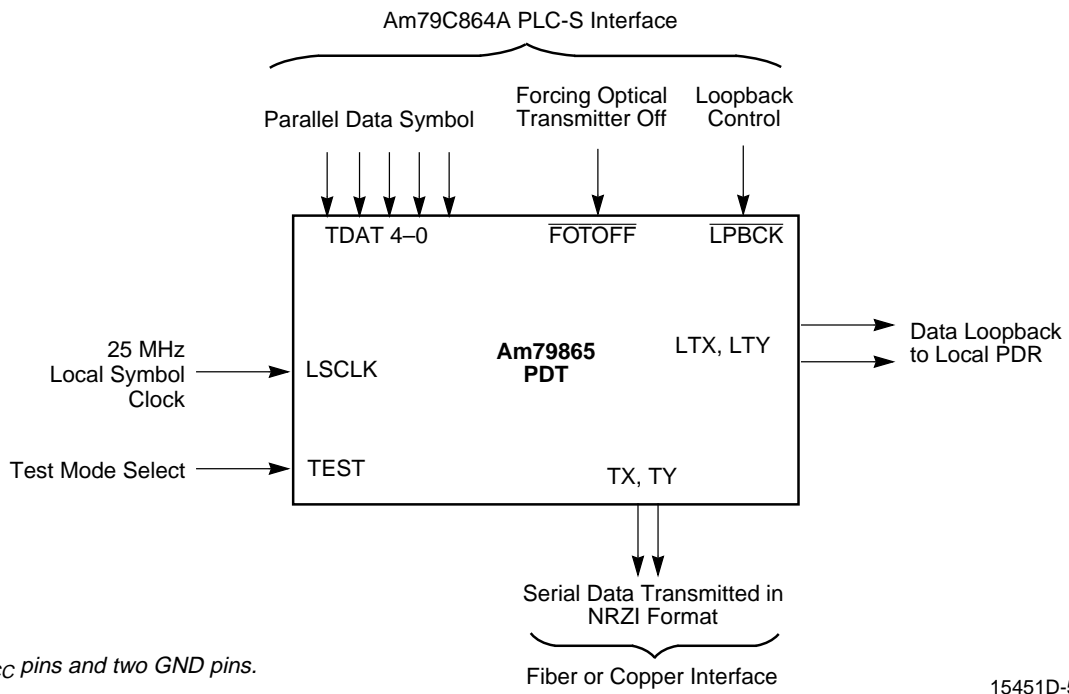 Am79C864A PLC-S Interface
Parallel Data Symbol
Forcing Optical
Transmitter Off
Loopback
Control
TDAT 4–0
FOTOFF
LPBCK
25 MHz
Local Symbol
Clock
LSCLK
Am79865
PDT
LTX, LTY
Data Loopback
to Local PDR
Test Mode Select
TEST
TX, TY
Serial Data Transmitted in
NRZI Format
Fiber or Copper Interface
pins and two GND pins.